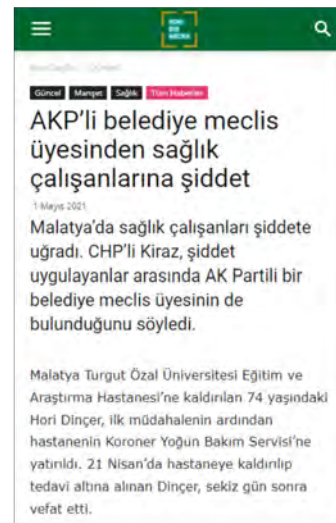 Güncel Manşet Sağlık Tüm Haberler
AKP'li belediye meclis
üyesinden sağlık
çalışanlarına şiddet
1 Mayıs 2021
Malatya'da sağlık çalışanları şiddete
uğradı. CHP'li Kiraz, şiddet
uygulayanlar arasında AK Partili bir
belediye meclis üyesinin de
bulunduğunu söyledi.
Malatya Turgut Özal Üniversitesi Eğitim ve
Araştırma Hastanesi'ne kaldırılan 74 yaşındaki
Hori Dinçer, ilk müdahalenin ardından
hastanenin Koroner Yoğun Bakım Servisi'ne
yatırıldı. 21 Nisan'da hastaneye kaldırılıp
tedavi altına alınan Dinçer, sekiz gün sonra
vefat etti.